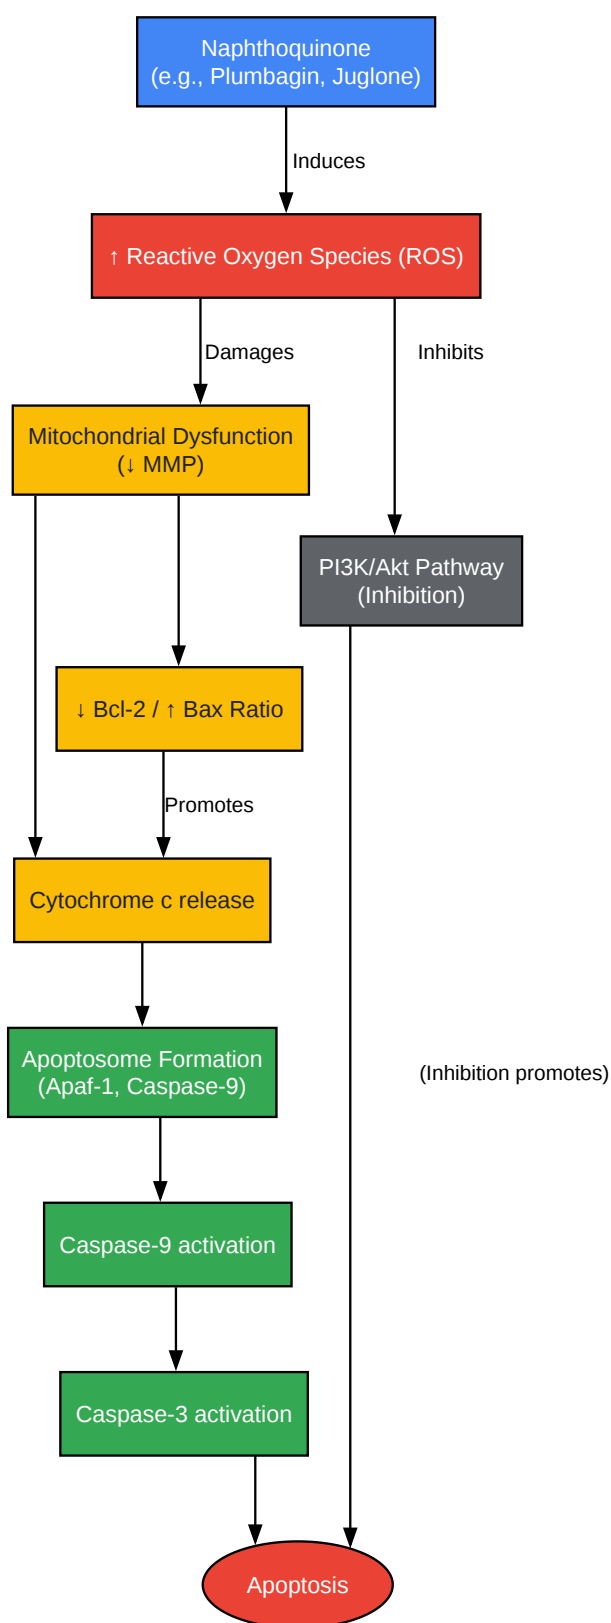 Naphthoquinone
(e.g., Plumbagin, Juglone)
Induces
↑ Reactive Oxygen Species (ROS)
Damages
Inhibits
Mitochondrial Dysfunction
(↓ MMP)
PI3K/Akt Pathway
(Inhibition)
↓ Bcl-2 / ↑ Bax Ratio
Promotes
Cytochrome c release
Apoptosome Formation
(Apaf-1, Caspase-9)
(Inhibition promotes)
Caspase-9 activation
Caspase-3 activation
Apoptosis